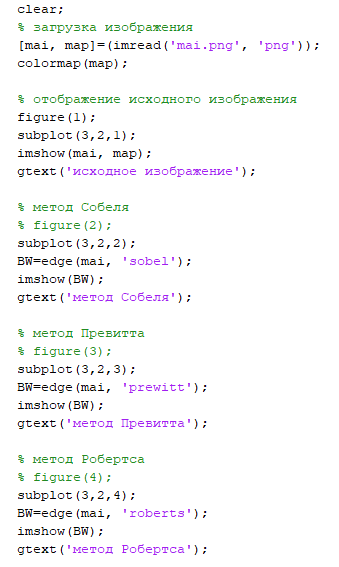 clear;
% загрузка изображения
[mai, map]=(imread('mai.png', 'png'));
colormap(map);
% отображение исходного изображения
figure(1);
subplot(3,2,1);
imshow(mai, map);
gtext('исходное изображение');
% метод Собеля
% figure(2);
subplot(3,2,2);
BW=edge(mai, 'sobel');
imshow(BW);
gtext('метод Собеля');
% метод Превитта
% figure(3);
subplot(3,2,3);
BW=edge(mai, 'prewitt');
imshow(BW);
gtext('метод Превитта');
% метод Робертса
% figure(4);
subplot(3,2,4);
BW=edge(mai, 'roberts');
imshow(BW);
gtext('метод Робертса');